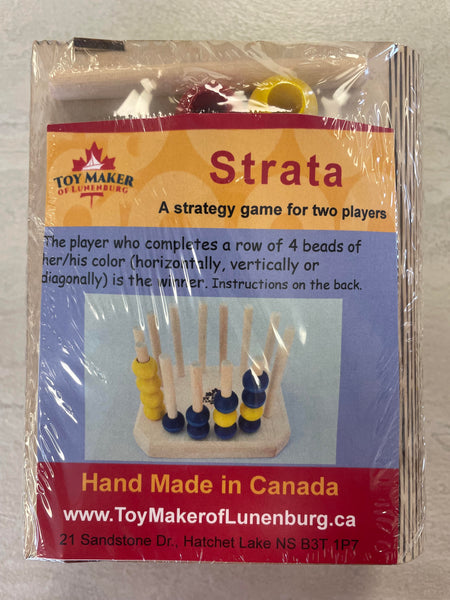 TOY MAKER
OF LUNENBURG
Strata
A strategy game for two players
The player who completes a row of 4 beads of
her/his color (horizontally, vertically or
diagonally) is the winner. Instructions on the back.
Hand Made in Canada
www.ToyMakerofLunenburg.ca
21 Sandstone Dr., Hatchet Lake NS B3T 1P7